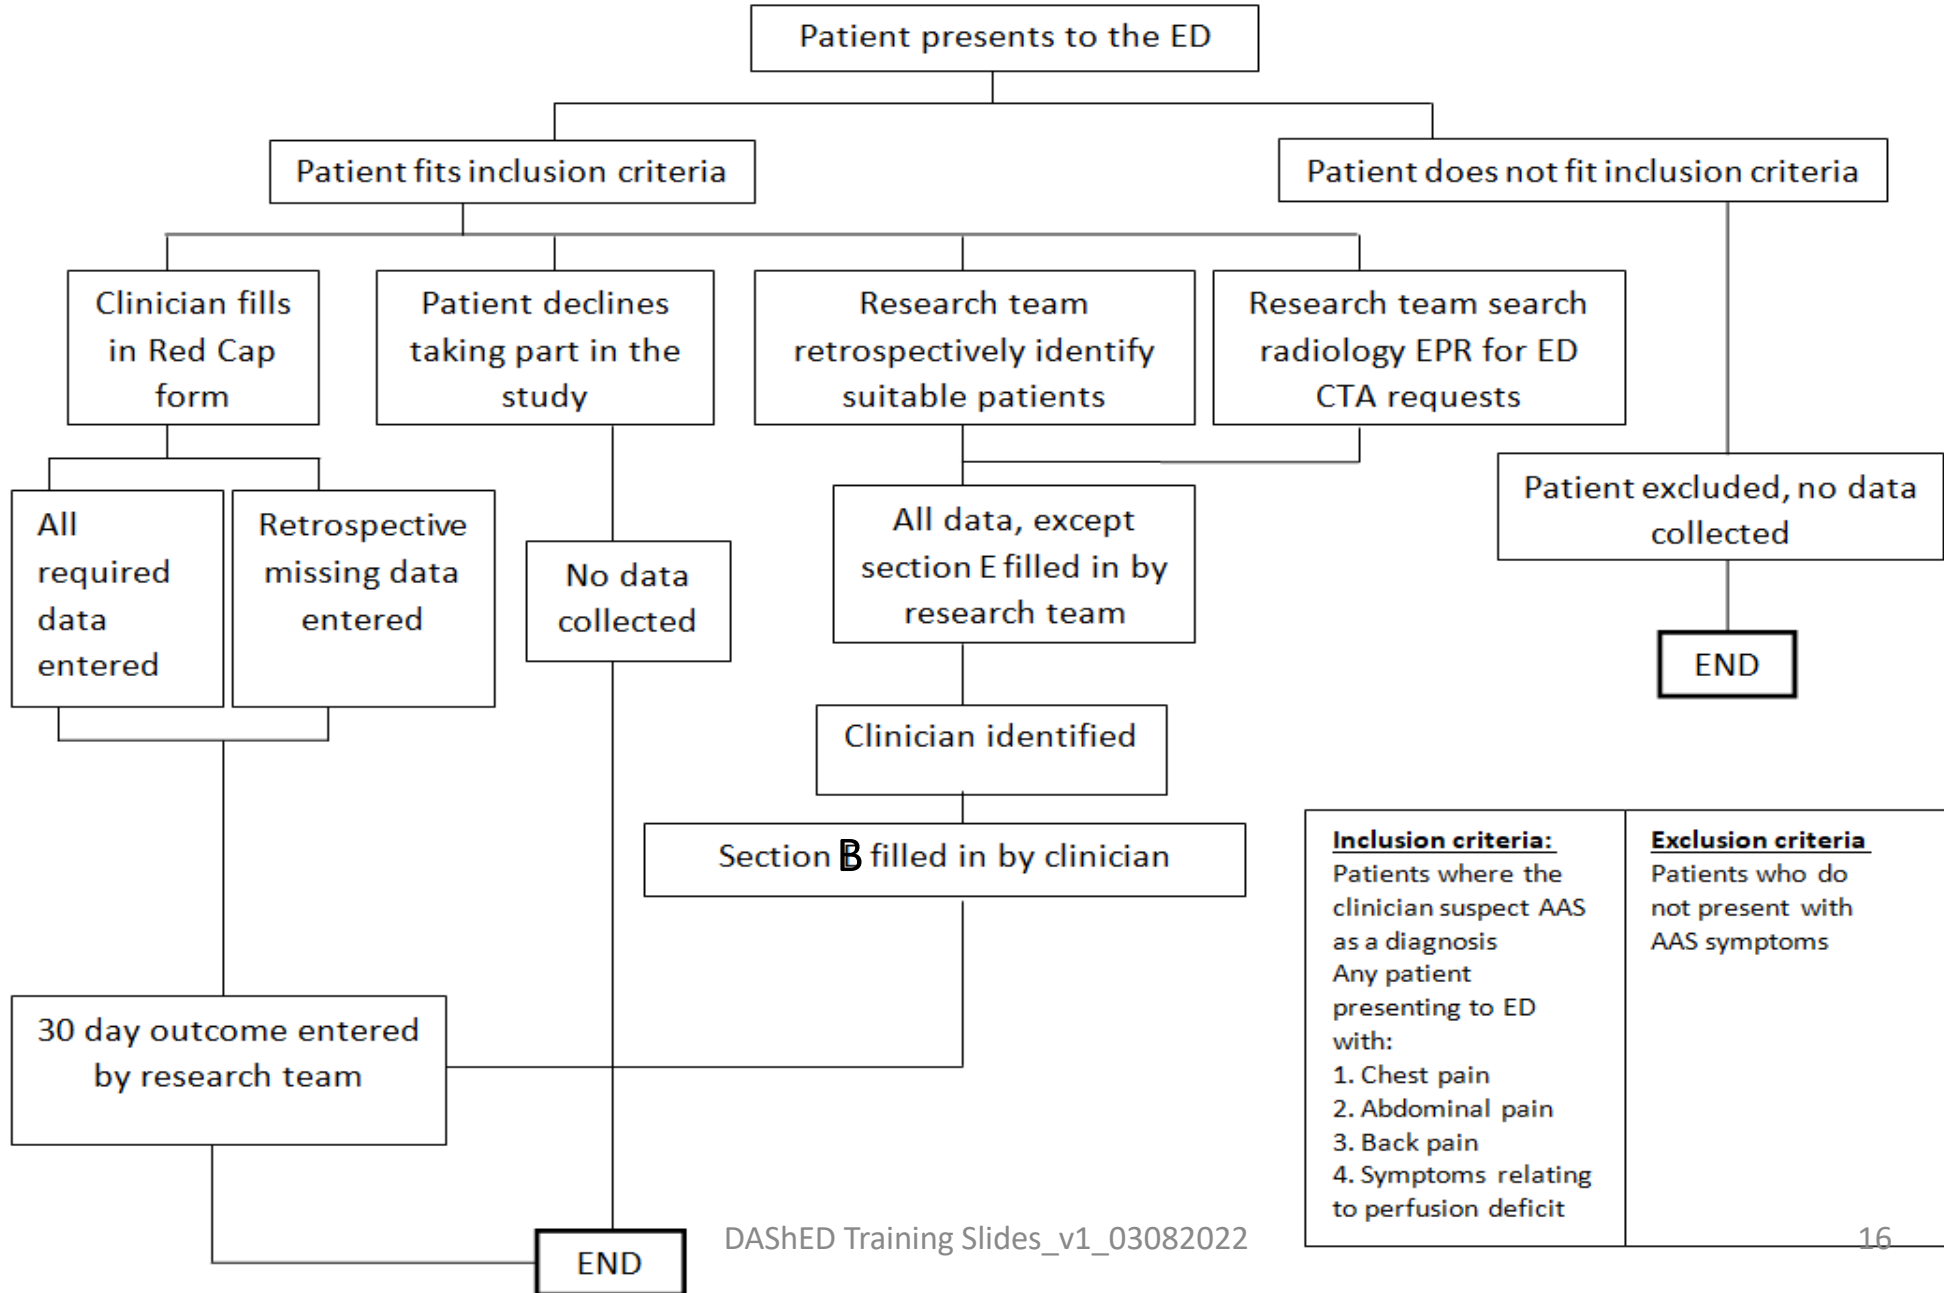 Patient presents to the ED
Patient fits inclusion criteria
Patient does not fit inclusion criteria
Clinician fills
in Red Cap
form
Patient declines
taking part in the
study
Research team
retrospectively identify
suitable patients
Research team search
radiology EPR for ED
CTA requests
All
required
data
entered
Retrospective
missing data
entered
No data
collected
All data, except
section E filled in by
research team
Patient excluded, no data
collected
END
Clinician identified
Section B filled in by clinician
30 day outcome entered
by research team
END
Inclusion criteria:
Patients where the
clinician suspect AAS
as a diagnosis
Any patient
presenting to ED
with:
1. Chest pain
2. Abdominal pain
3. Back pain
4. Symptoms relating
to perfusion deficit
Exclusion criteria
Patients who do
not present with
AAS symptoms
DAShED Training Slides_v1_03082022
16